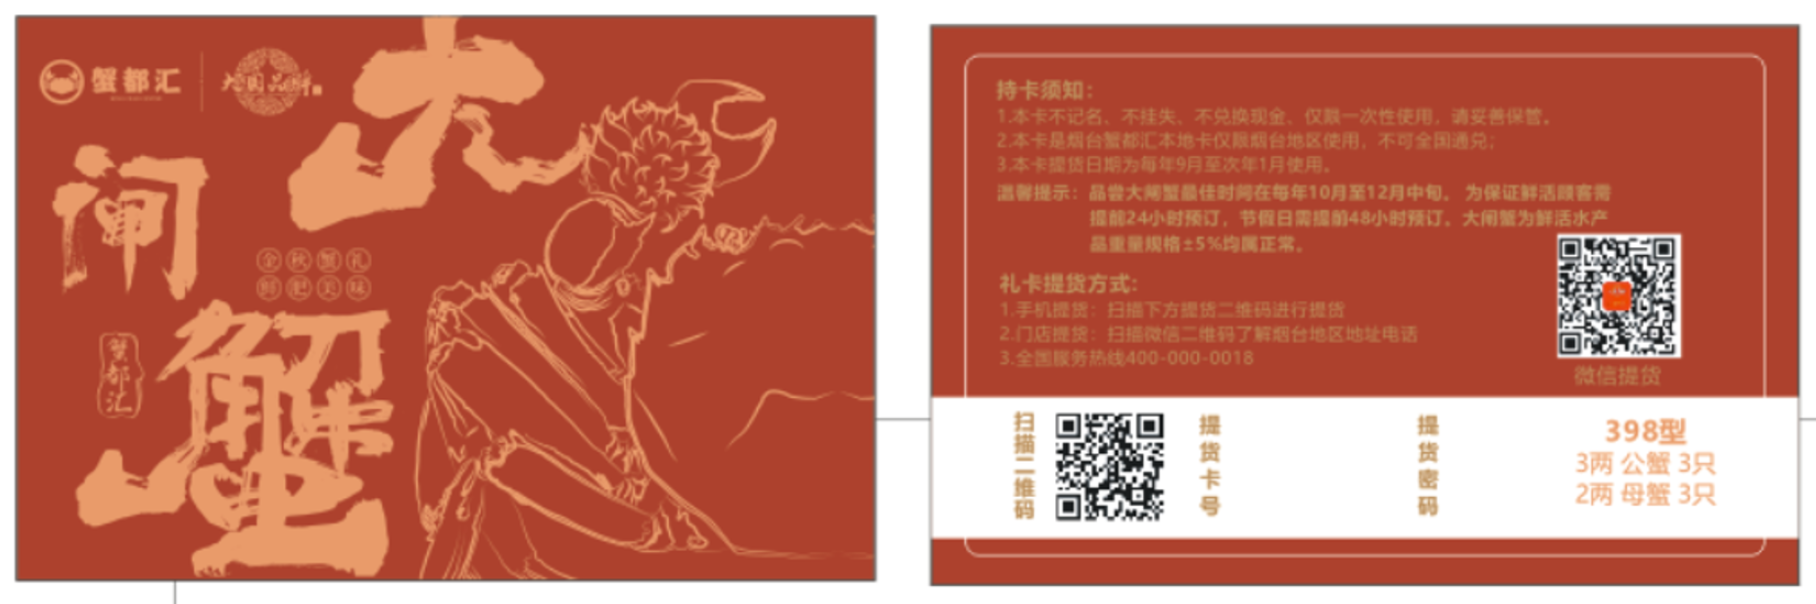 蟹都汇
大闸蟹
金秋蟹礼
鲜肥美味
蟹都汇
持卡须知：
1.本卡不记名、不挂失、不兑换现金、仅限一次性使用，请妥善保管。
2.本卡是烟台蟹都汇本地卡仅限烟台地区使用，不可全国通兑；
3.本卡提货日期为每年9月至次年1月使用。
温馨提示：品尝大闸蟹最佳时间在每年10月至12月中旬。 为保证鲜活顾客需
提前24小时预订，节假日需提前48小时预订。大闸蟹为鲜活水产
品重量规格±5%均属正常。
礼卡提货方式：
1.手机提货：扫描下方提货二维码进行提货
2.门店提货：扫描微信二维码了解烟台地区地址电话
3.全国服务热线400-000-0018
微信提货
扫描二维码
提货卡号
提货密码
398型
3两 公蟹 3只
2两 母蟹 3只